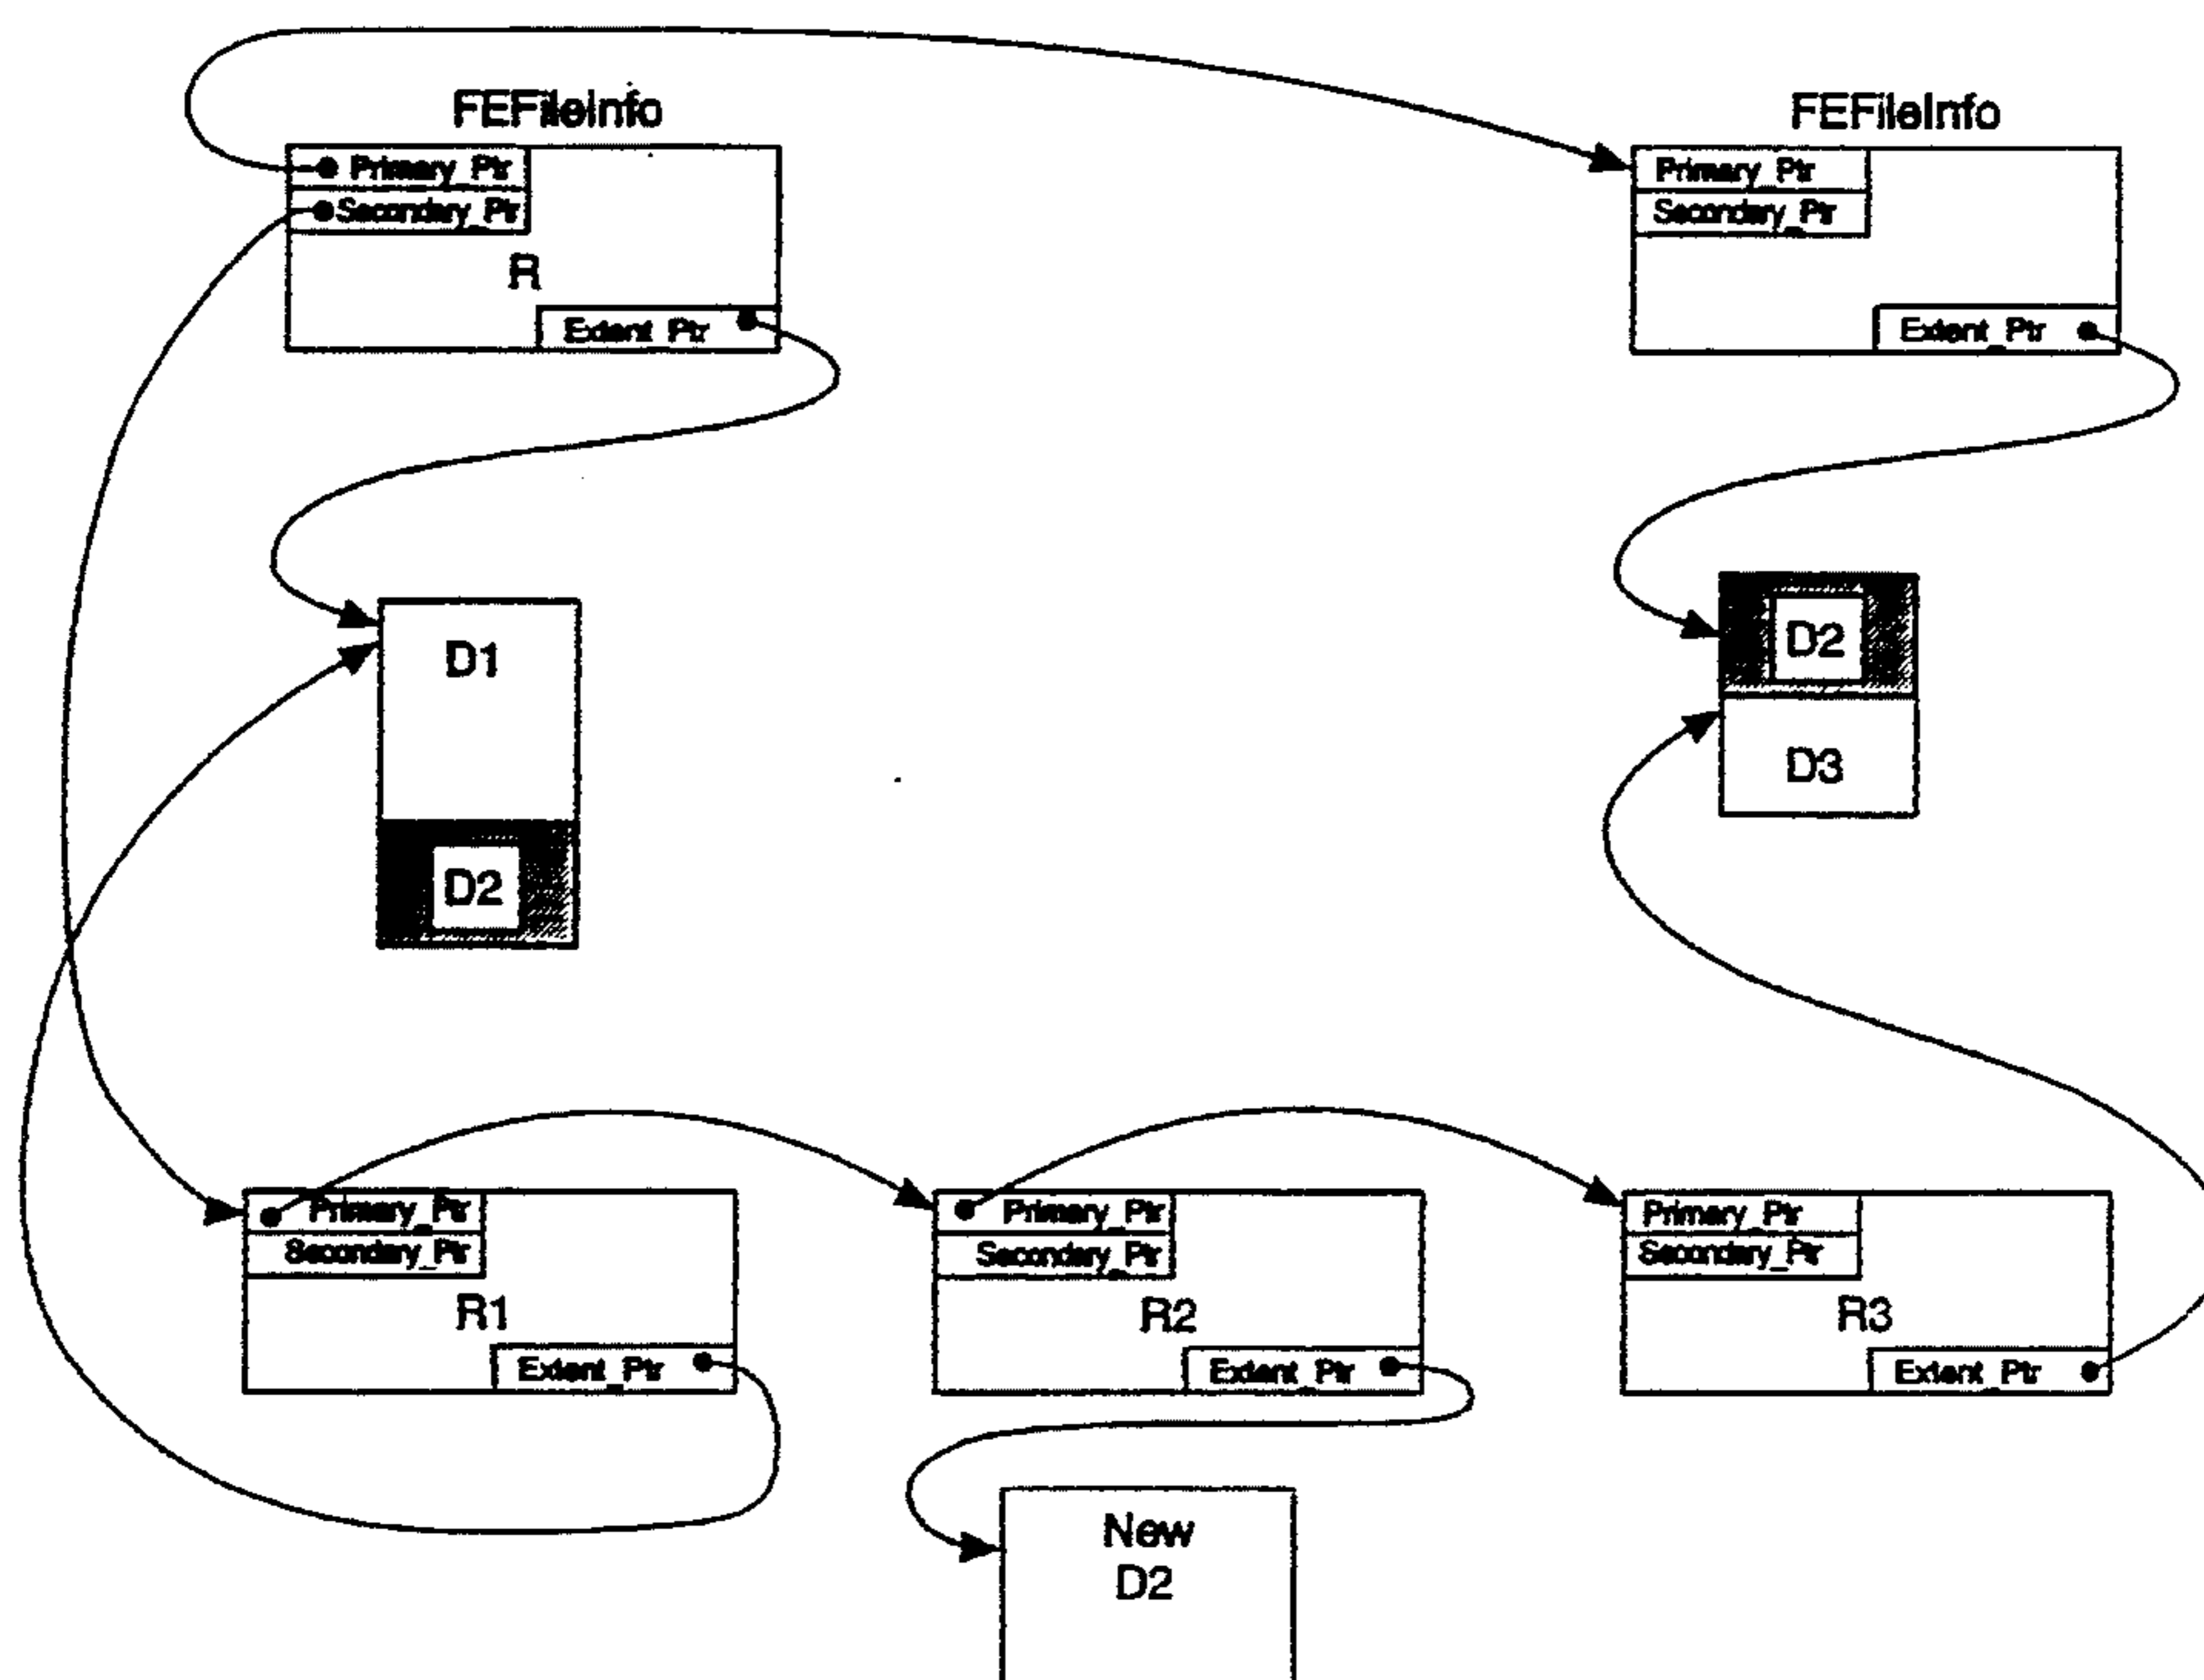 FEFileInfo
FEFileInfo
Primary_Ptr
Secondary_Ptr
R
Extent_Ptr
Primary_Ptr
Secondary_Ptr
Extent_Ptr
D1
D2
D2
D3
Primary_Ptr
Secondary_Ptr
R1
Extent_Ptr
Primary_Ptr
Secondary_Ptr
R2
Extent_Ptr
Primary_Ptr
Secondary_Ptr
R3
Extent_Ptr
New
D2